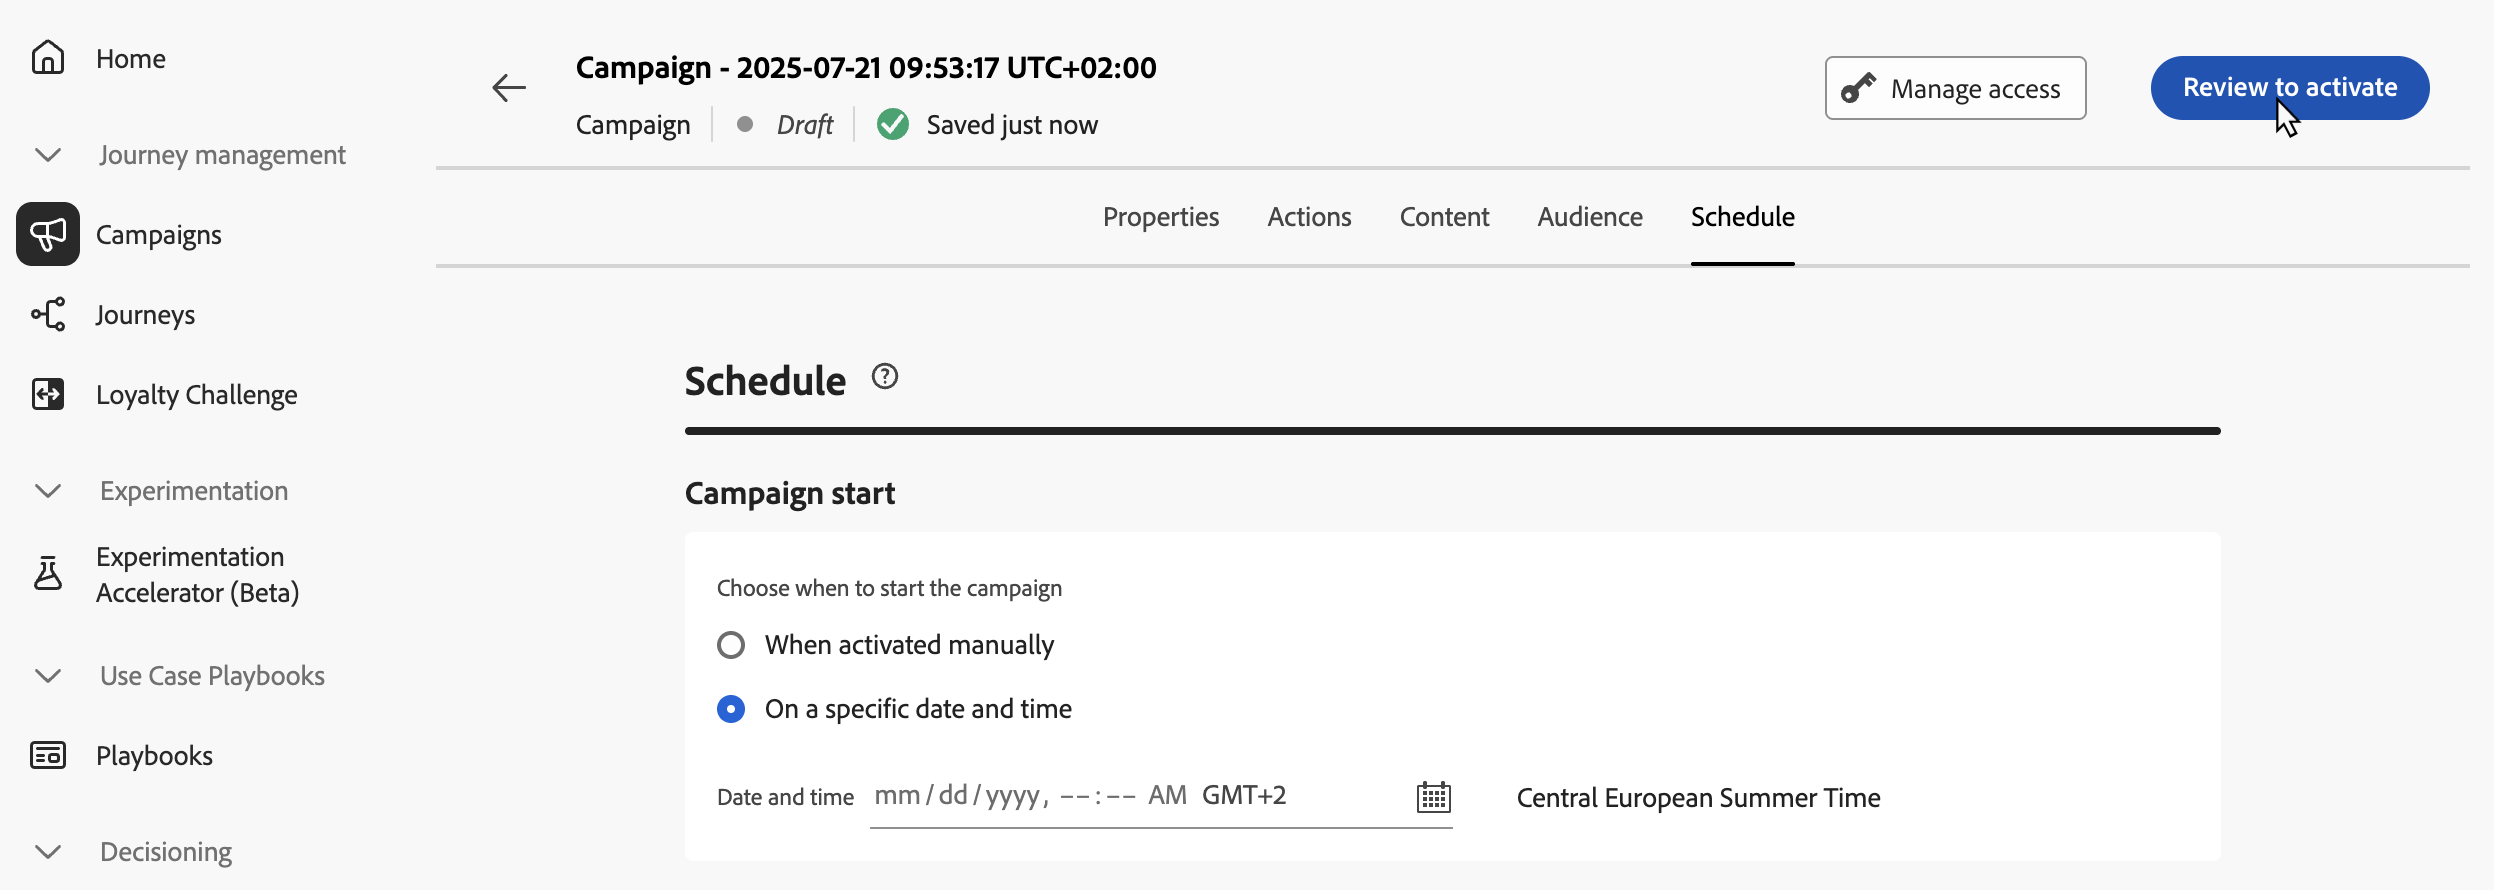 Home
Journey management
Campaigns
Journeys
Loyalty Challenge
Experimentation
Experimentation
Accelerator (Beta)
Use Case Playbooks
Playbooks
Decisioning
Campaign - 2025-07-21 09:53:17 UTC+02:00
Campaign Draft Saved just now
Manage access
Review to activate
Properties Actions Content Audience Schedule
Schedule
Campaign start
Choose when to start the campaign
When activated manually
On a specific date and time
Date and time mm/dd/yyyy, --:-- AM GMT+2 Central European Summer Time